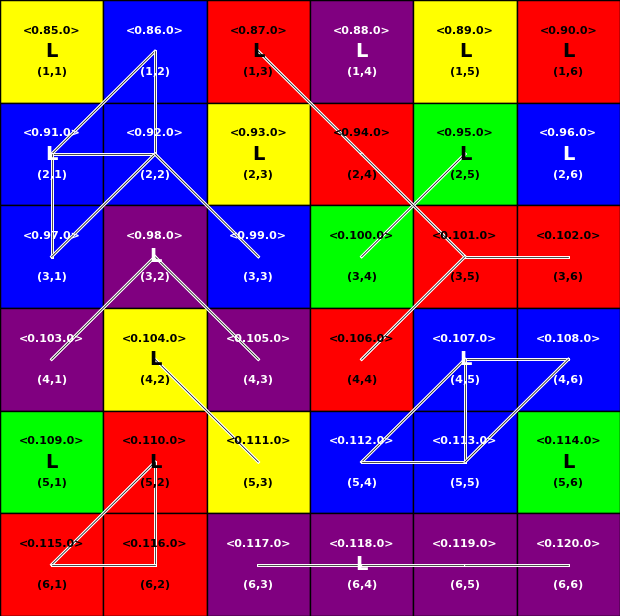 <0.85.0> <0.86.0> <0.87.0> <0.88.0> <0.89.0> <0.90.0>
L L L L L
(1,1) (1,2) (1,3) (1,4) (1,5) (1,6)
<0.91.0> <0.92.0> <0.93.0> <0.94.0> <0.95.0> <0.96.0>
L L L L
(2,1) (2,2) (2,3) (2,4) (2,5) (2,6)
<0.97.0> <0.98.0> <0.99.0> <0.100.0> <0.101.0> <0.102.0>
L
(3,1) (3,2) (3,3) (3,4) (3,5) (3,6)
<0.103.0> <0.104.0> <0.105.0> <0.106.0> <0.107.0> <0.108.0>
L L
(4,1) (4,2) (4,3) (4,4) (4,5) (4,6)
<0.109.0> <0.110.0> <0.111.0> <0.112.0> <0.113.0> <0.114.0>
L L L
(5,1) (5,2) (5,3) (5,4) (5,5) (5,6)
<0.115.0> <0.116.0> <0.117.0> <0.118.0> <0.119.0> <0.120.0>
L
(6,1) (6,2) (6,3) (6,4) (6,5) (6,6)